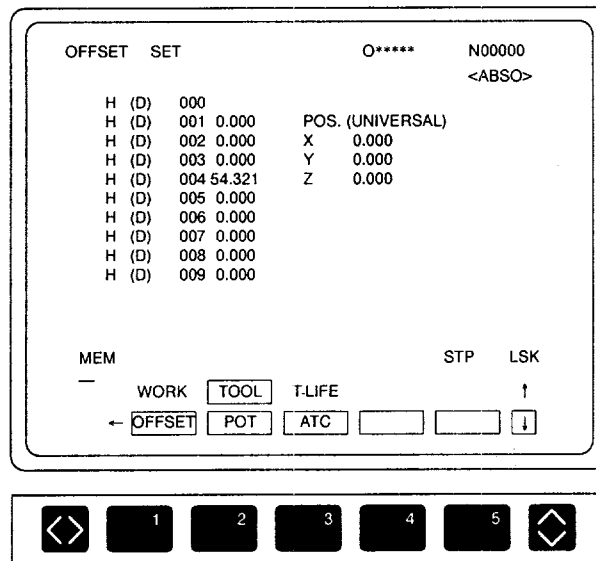 OFFSET SET O***** N00000
<ABSO>
H (D) 000
H (D) 001 0.000 POS. (UNIVERSAL)
H (D) 002 0.000 X 0.000
H (D) 003 0.000 Y 0.000
H (D) 004 54.321 Z 0.000
H (D) 005 0.000
H (D) 006 0.000
H (D) 007 0.000
H (D) 008 0.000
H (D) 009 0.000
MEM STP LSK
WORK TOOL T-LIFE ↑
← OFFSET POT ATC ↓
1 2 3 4 5